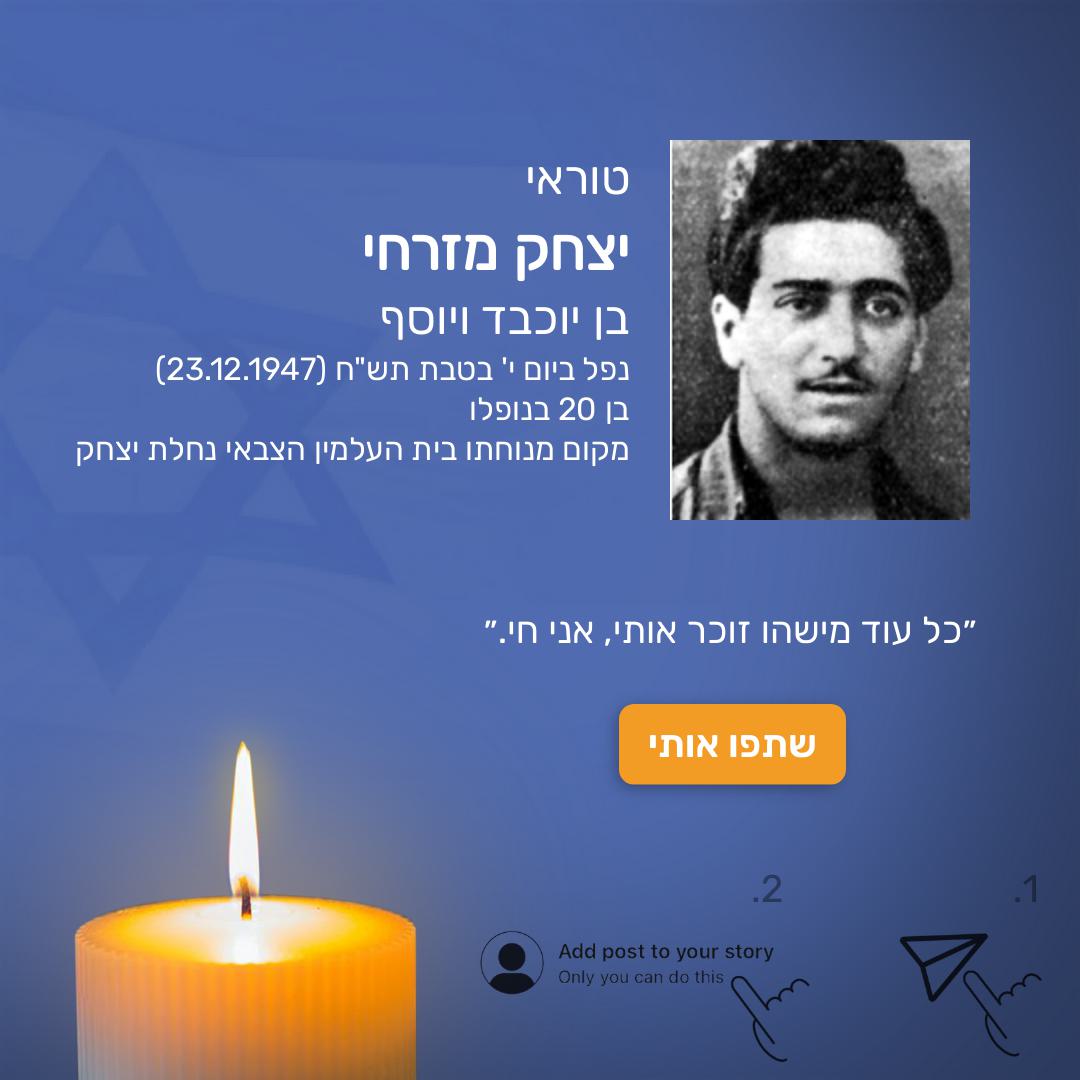 טוראי
יצחק מזרחי
בן יוכבד ויוסף
נפל ביום י' בטבת תש"ח (23.12.1947)
בן 20 בנופלו
מקום מנוחתו בית העלמין הצבאי נחלת יצחק
״כל עוד מישהו זוכר אותי, אני חי.״
שתפו אותי
1.
2.
Add post to your story
Only you can do this